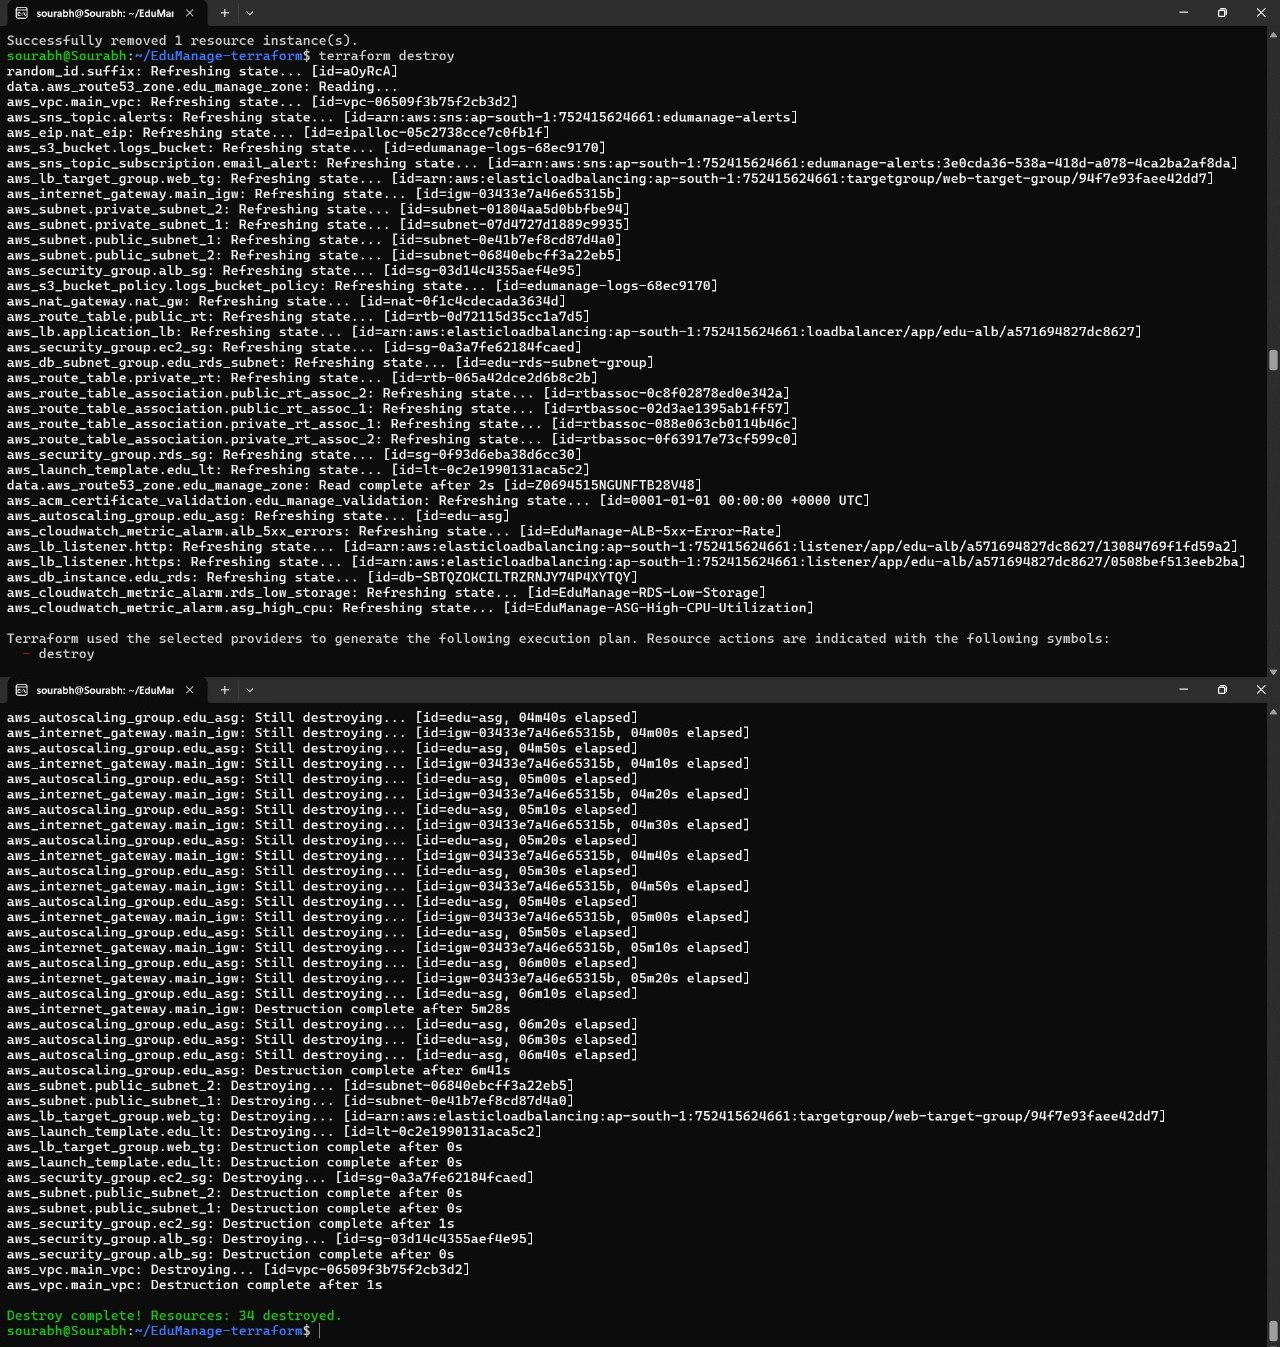 sourabh@Sourabh: ~/EduMar
Successfully removed 1 resource instance(s).
sourabh@Sourabh:~/EduManage-terraform$ terraform destroy
random_id.suffix: Refreshing state... [id=aOyRcA]
data.aws_route53_zone.edu_manage_zone: Reading...
aws_vpc.main_vpc: Refreshing state... [id=vpc-06509f3b75f2cb3d2]
aws_sns_topic.alerts: Refreshing state... [id=arn:aws:sns:ap-south-1:752415624661:edumanage-alerts]
aws_eip.nat_eip: Refreshing state... [id=eipalloc-05c2738cce7c0fb1f]
aws_s3_bucket.logs_bucket: Refreshing state... [id=edumanage-logs-68ec9170]
aws_sns_topic_subscription.email_alert: Refreshing state... [id=arn:aws:sns:ap-south-1:752415624661:edumanage-alerts:3e0cda36-538a-418d-a078-4ca2ba2af8da]
aws_lb_target_group.web_tg: Refreshing state... [id=arn:aws:elasticloadbalancing:ap-south-1:752415624661:targetgroup/web-target-group/94f7e93faee42dd7]
aws_internet_gateway.main_igw: Refreshing state... [id=igw-03433e7a46e65315b]
aws_subnet.private_subnet_2: Refreshing state... [id=subnet-01804aa5d0bbfbe94]
aws_subnet.private_subnet_1: Refreshing state... [id=subnet-07d4727d1889c9935]
aws_subnet.public_subnet_1: Refreshing state... [id=subnet-0e41b7ef8cd87d4a0]
aws_subnet.public_subnet_2: Refreshing state... [id=subnet-06840ebcff3a22eb5]
aws_security_group.alb_sg: Refreshing state... [id=sg-03d14c4355aef4e95]
aws_s3_bucket_policy.logs_bucket_policy: Refreshing state... [id=edumanage-logs-68ec9170]
aws_nat_gateway.nat_gw: Refreshing state... [id=nat-0f1c4cdecada3634d]
aws_route_table.public_rt: Refreshing state... [id=rtb-0d72115d35cc1a7d5]
aws_lb.application_lb: Refreshing state... [id=arn:aws:elasticloadbalancing:ap-south-1:752415624661:loadbalancer/app/edu-alb/a571694827dc8627]
aws_security_group.ec2_sg: Refreshing state... [id=sg-0a3a7fe62184fcaed]
aws_db_subnet_group.edu_rds_subnet: Refreshing state... [id=edu-rds-subnet-group]
aws_route_table.private_rt: Refreshing state... [id=rtb-065a42dce2d6b8c2b]
aws_route_table_association.public_rt_assoc_2: Refreshing state... [id=rtbassoc-0c8f02878ed0e342a]
aws_route_table_association.public_rt_assoc_1: Refreshing state... [id=rtbassoc-02d3ae1395ab1ff57]
aws_route_table_association.private_rt_assoc_1: Refreshing state... [id=rtbassoc-088e063cb0114b46c]
aws_route_table_association.private_rt_assoc_2: Refreshing state... [id=rtbassoc-0f63917e73cf599c0]
aws_security_group.rds_sg: Refreshing state... [id=sg-0f93d6eba38d6cc30]
aws_launch_template.edu_lt: Refreshing state... [id=lt-0c2e1990131aca5c2]
data.aws_route53_zone.edu_manage_zone: Read complete after 2s [id=Z0694515NGUNFTB28V48]
aws_acm_certificate_validation.edu_manage_validation: Refreshing state... [id=0001-01-01 00:00:00 +0000 UTC]
aws_autoscaling_group.edu_asg: Refreshing state... [id=edu-asg]
aws_cloudwatch_metric_alarm.alb_5xx_errors: Refreshing state... [id=EduManage-ALB-5xx-Error-Rate]
aws_lb_listener.http: Refreshing state... [id=arn:aws:elasticloadbalancing:ap-south-1:752415624661:listener/app/edu-alb/a571694827dc8627/13084769f1fd59a2]
aws_lb_listener.https: Refreshing state... [id=arn:aws:elasticloadbalancing:ap-south-1:752415624661:listener/app/edu-alb/a571694827dc8627/0508bef513eeb2ba]
aws_db_instance.edu_rds: Refreshing state... [id=db-SBTQZOKCILTRZRNJY74P4XYTQY]
aws_cloudwatch_metric_alarm.rds_low_storage: Refreshing state... [id=EduManage-RDS-Low-Storage]
aws_cloudwatch_metric_alarm.asg_high_cpu: Refreshing state... [id=EduManage-ASG-High-CPU-Utilization]
Terraform used the selected providers to generate the following execution plan. Resource actions are indicated with the following symbols:
- destroy
sourabh@Sourabh: ~/EduMar
aws_autoscaling_group.edu_asg: Still destroying... [id=edu-asg, 04m40s elapsed]
aws_internet_gateway.main_igw: Still destroying... [id=igw-03433e7a46e65315b, 04m00s elapsed]
aws_autoscaling_group.edu_asg: Still destroying... [id=edu-asg, 04m50s elapsed]
aws_internet_gateway.main_igw: Still destroying... [id=igw-03433e7a46e65315b, 04m10s elapsed]
aws_autoscaling_group.edu_asg: Still destroying... [id=edu-asg, 05m00s elapsed]
aws_internet_gateway.main_igw: Still destroying... [id=igw-03433e7a46e65315b, 04m20s elapsed]
aws_autoscaling_group.edu_asg: Still destroying... [id=edu-asg, 05m10s elapsed]
aws_internet_gateway.main_igw: Still destroying... [id=igw-03433e7a46e65315b, 04m30s elapsed]
aws_autoscaling_group.edu_asg: Still destroying... [id=edu-asg, 05m20s elapsed]
aws_internet_gateway.main_igw: Still destroying... [id=igw-03433e7a46e65315b, 04m40s elapsed]
aws_autoscaling_group.edu_asg: Still destroying... [id=edu-asg, 05m30s elapsed]
aws_internet_gateway.main_igw: Still destroying... [id=igw-03433e7a46e65315b, 04m50s elapsed]
aws_autoscaling_group.edu_asg: Still destroying... [id=edu-asg, 05m40s elapsed]
aws_internet_gateway.main_igw: Still destroying... [id=igw-03433e7a46e65315b, 05m00s elapsed]
aws_autoscaling_group.edu_asg: Still destroying... [id=edu-asg, 05m50s elapsed]
aws_internet_gateway.main_igw: Still destroying... [id=igw-03433e7a46e65315b, 05m10s elapsed]
aws_autoscaling_group.edu_asg: Still destroying... [id=edu-asg, 06m00s elapsed]
aws_internet_gateway.main_igw: Still destroying... [id=igw-03433e7a46e65315b, 05m20s elapsed]
aws_autoscaling_group.edu_asg: Still destroying... [id=edu-asg, 06m10s elapsed]
aws_internet_gateway.main_igw: Destruction complete after 5m28s
aws_autoscaling_group.edu_asg: Still destroying... [id=edu-asg, 06m20s elapsed]
aws_autoscaling_group.edu_asg: Still destroying... [id=edu-asg, 06m30s elapsed]
aws_autoscaling_group.edu_asg: Still destroying... [id=edu-asg, 06m40s elapsed]
aws_autoscaling_group.edu_asg: Destruction complete after 6m41s
aws_subnet.public_subnet_2: Destroying... [id=subnet-06840ebcff3a22eb5]
aws_subnet.public_subnet_1: Destroying... [id=subnet-0e41b7ef8cd87d4a0]
aws_lb_target_group.web_tg: Destroying... [id=arn:aws:elasticloadbalancing:ap-south-1:752415624661:targetgroup/web-target-group/94f7e93faee42dd7]
aws_launch_template.edu_lt: Destroying... [id=lt-0c2e1990131aca5c2]
aws_lb_target_group.web_tg: Destruction complete after 0s
aws_launch_template.edu_lt: Destruction complete after 0s
aws_security_group.ec2_sg: Destroying... [id=sg-0a3a7fe62184fcaed]
aws_subnet.public_subnet_2: Destruction complete after 0s
aws_subnet.public_subnet_1: Destruction complete after 0s
aws_security_group.ec2_sg: Destruction complete after 1s
aws_security_group.alb_sg: Destroying... [id=sg-03d14c4355aef4e95]
aws_security_group.alb_sg: Destruction complete after 0s
aws_vpc.main_vpc: Destroying... [id=vpc-06509f3b75f2cb3d2]
aws_vpc.main_vpc: Destruction complete after 1s
Destroy complete! Resources: 34 destroyed.
sourabh@Sourabh:~/EduManage-terraform$